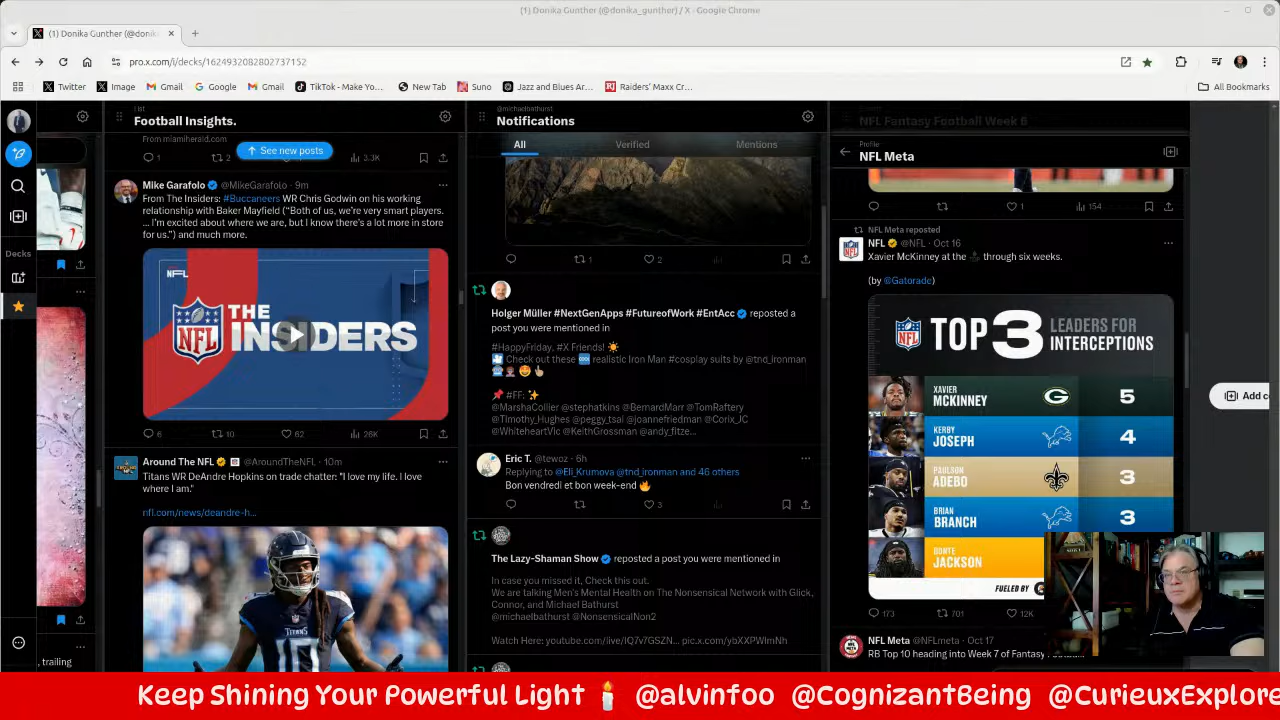 (1) Donika Gunther (@donika_gunther) / X - Google Chrome
(1) Donika Gunther (@donik
pro.x.com/i/decks/1624932082802737152
Twitter
Image
Gmail
Google
Gmail
TikTok - Make Yo...
New Tab
Suno
Jazz and Blues Ar...
Raiders' Maxx Cr...
All Bookmarks
Decks
, trailing
List
Football Insights.
From miamiherald.com
See new posts
1
2
3.3K
Mike Garafolo @MikeGarafolo · 9m
From The Insiders: #Buccaneers WR Chris Godwin on his working
relationship with Baker Mayfield ("Both of us, we're very smart players.
... I'm excited about where we are, but I know there's a lot more in store
for us.") and much more.
NFL
THE
INSIDERS
NFL
6
10
62
26K
Around The NFL @AroundTheNFL · 10m
Titans WR DeAndre Hopkins on trade chatter: "I love my life. I love
where I am."
nfl.com/news/deandre-h...
TITANS
10
@michaelbathurst
Notifications
All
Verified
Mentions
1
2
Holger Müller #NextGenApps #FutureofWork #EntAcc reposted a
post you were mentioned in
#HappyFriday, #X Friends! ☀️
Check out these realistic Iron Man #cosplay suits by @tnd_ironman
📌 #FF: ✨
@MarshaCollier @stephatkins @BernardMarr @TomRaftery
@Timothy_Hughes @peggy_tsai @joannefriedman @Corix_JC
@WhiteheartVic @KeithGrossman @andy_fitze...
Eric T. @tewoz · 6h
Replying to @Eli_Krumova @tnd_ironman and 46 others
Bon vendredi et bon week-end 🔥
3
The Lazy-Shaman Show reposted a post you were mentioned in
In case you missed it, Check this out.
We are talking Men's Mental Health on The Nonsensical Network with Glick,
Connor, and Michael Bathurst
@michaelbathurst @NonsensicalNon2
Watch Here: youtube.com/live/IQ7v7GSZN... pic.x.com/ybXXPWlmNh
NFL Fantasy Football Week 6
Profile
NFL Meta
1
154
NFL Meta reposted
NFL @NFL · Oct 16
Xavier McKinney at the through six weeks.
(by @Gatorade)
NFL
TOP 3 LEADERS FOR
INTERCEPTIONS
XAVIER
MCKINNEY
5
KERBY
JOSEPH
4
PAULSON
ADEBO
3
BRIAN
BRANCH
3
DONTE
JACKSON
FUELED BY
173
701
12K
NFL Meta @NFLmeta · Oct 17
RB Top 10 heading into Week 7 of Fantasy
Add c
Keep Shining Your Powerful Light 🕯️ @alvinfoo @CognizantBeing @CurieuxExplore